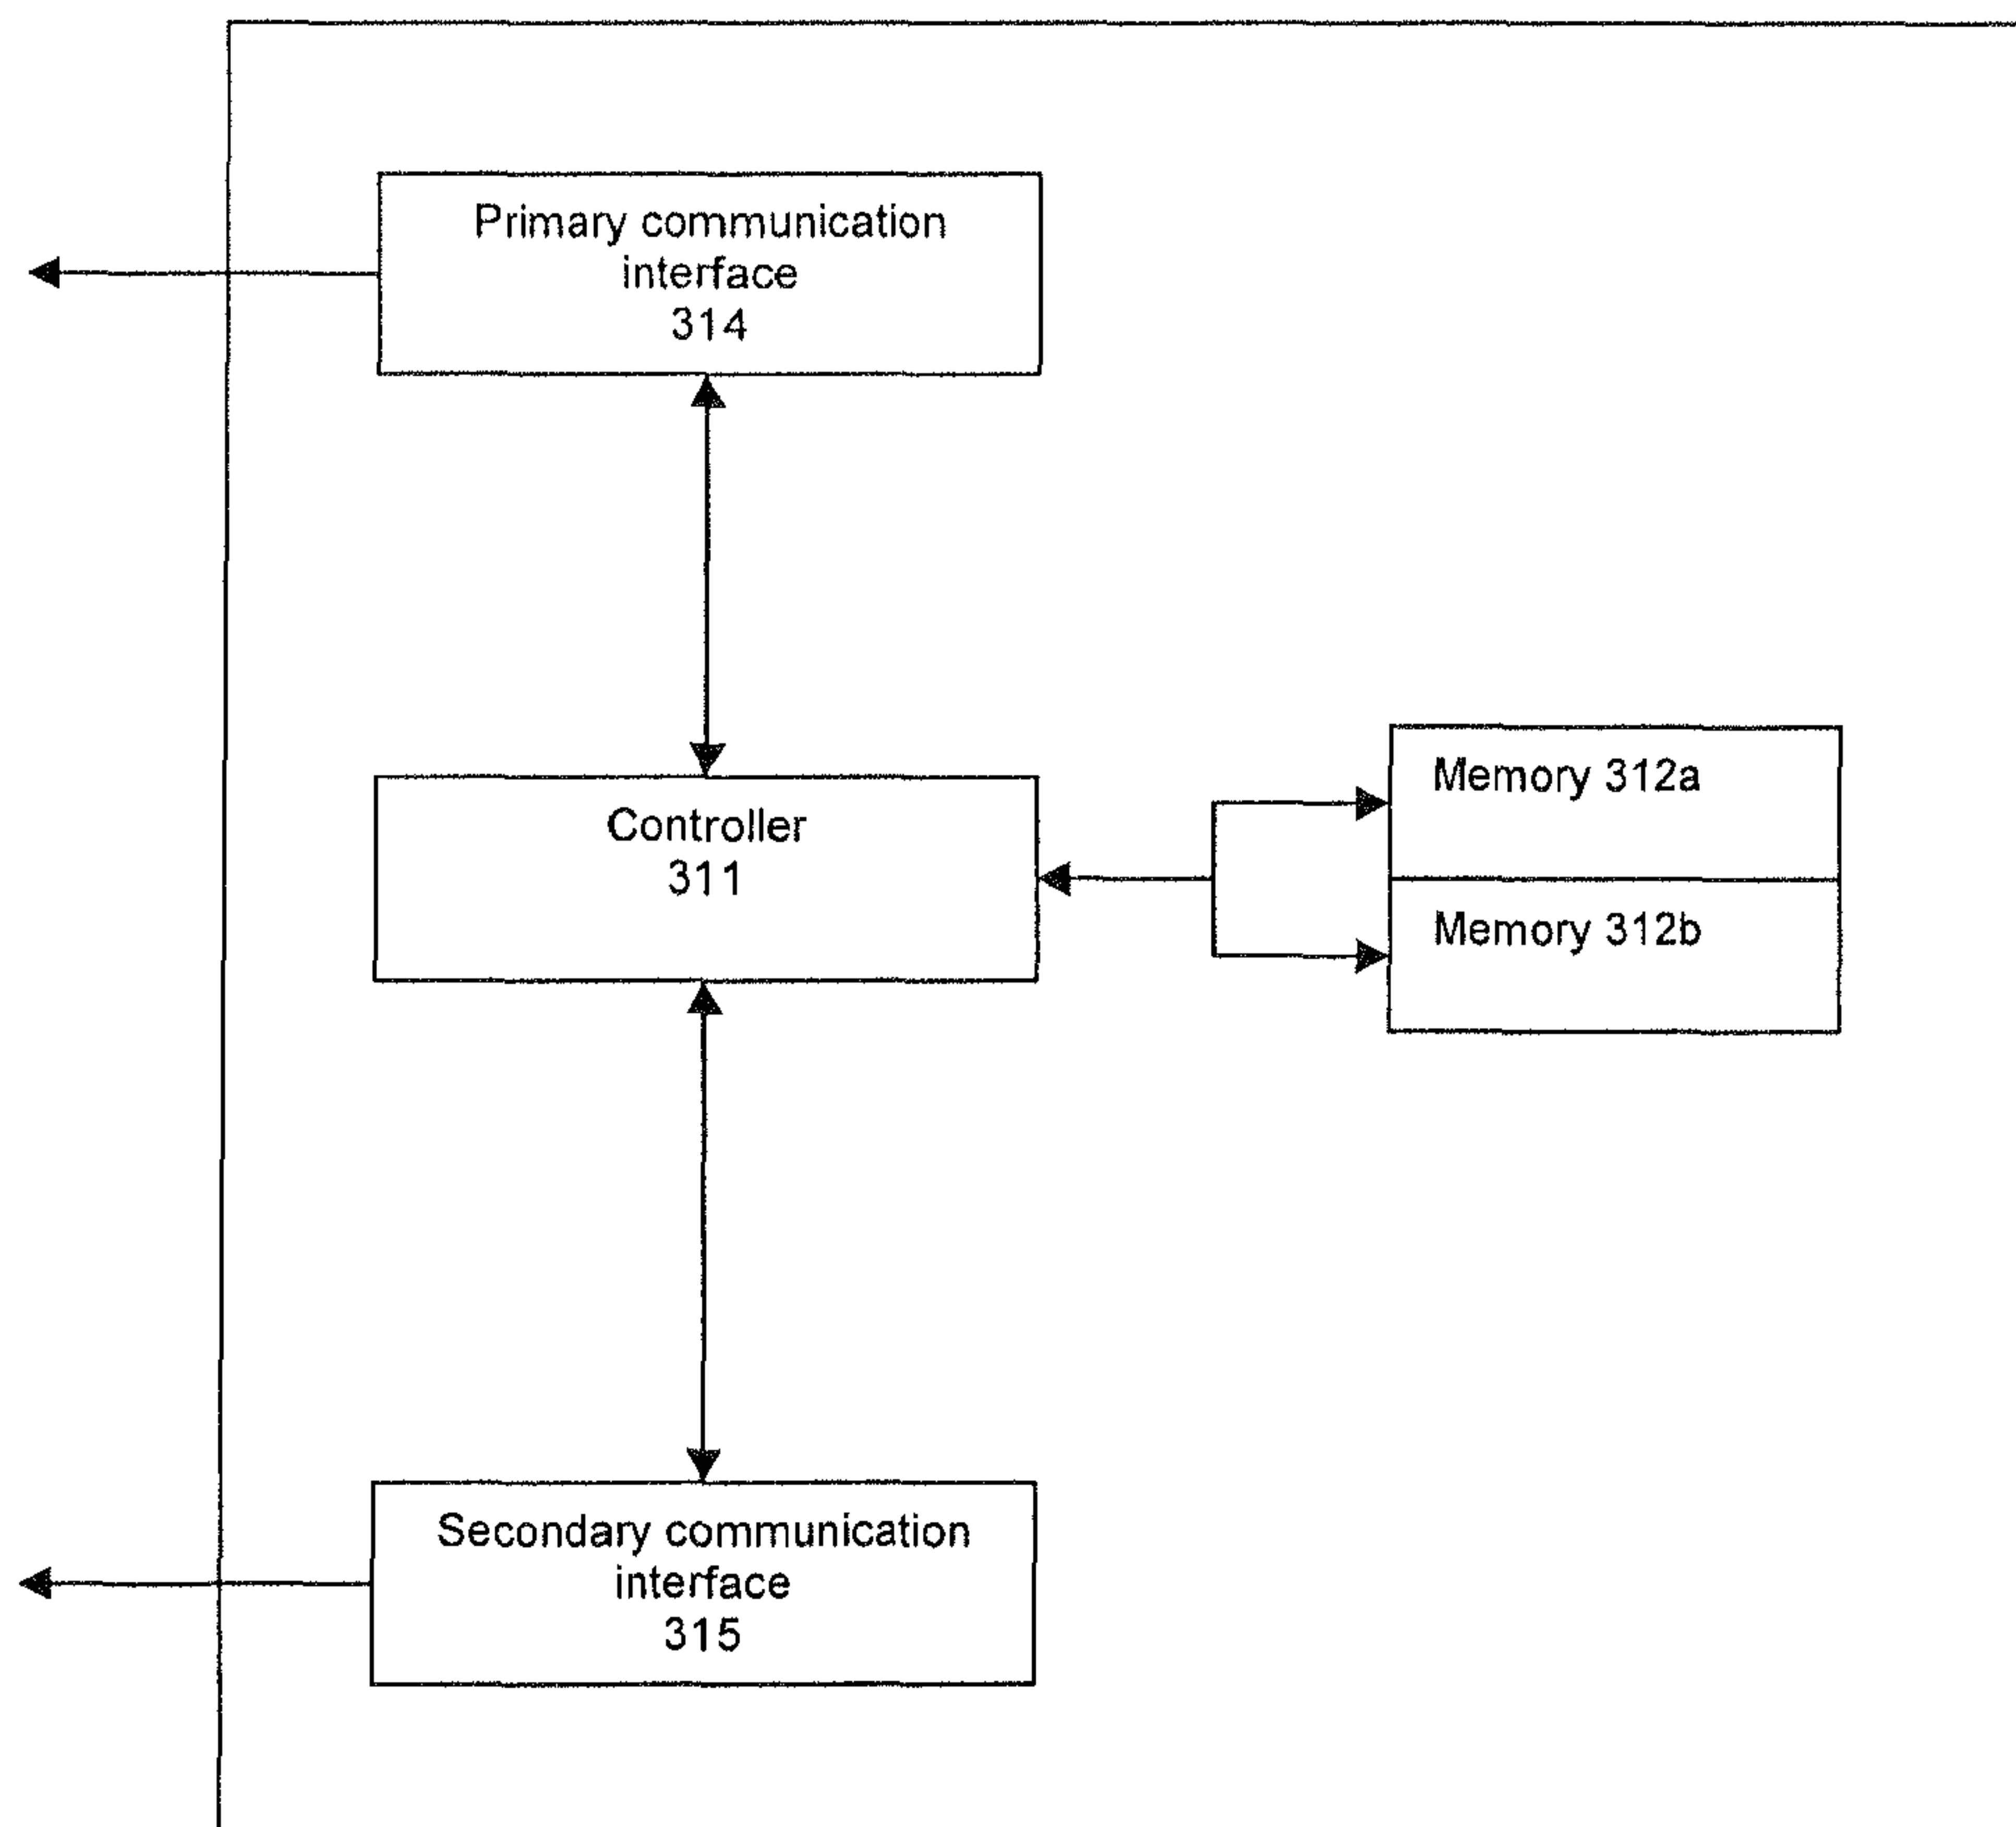 Primary communication
interface
314
Controller
311
Memory 312a
Memory 312b
Secondary communication
interface
315